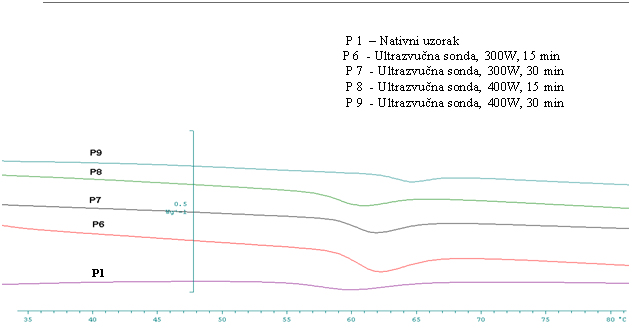 P 1 – Nativni uzorak
P 6 - Ultrazvučna sonda, 300W, 15 min
P 7 - Ultrazvučna sonda, 300W, 30 min
P 8 - Ultrazvučna sonda, 400W, 15 min
P 9 - Ultrazvučna sonda, 400W, 30 min
P9
P8
P7
0.5
Wg^-1
P6
P1
35 40 45 50 55 60 65 70 75 80 °C